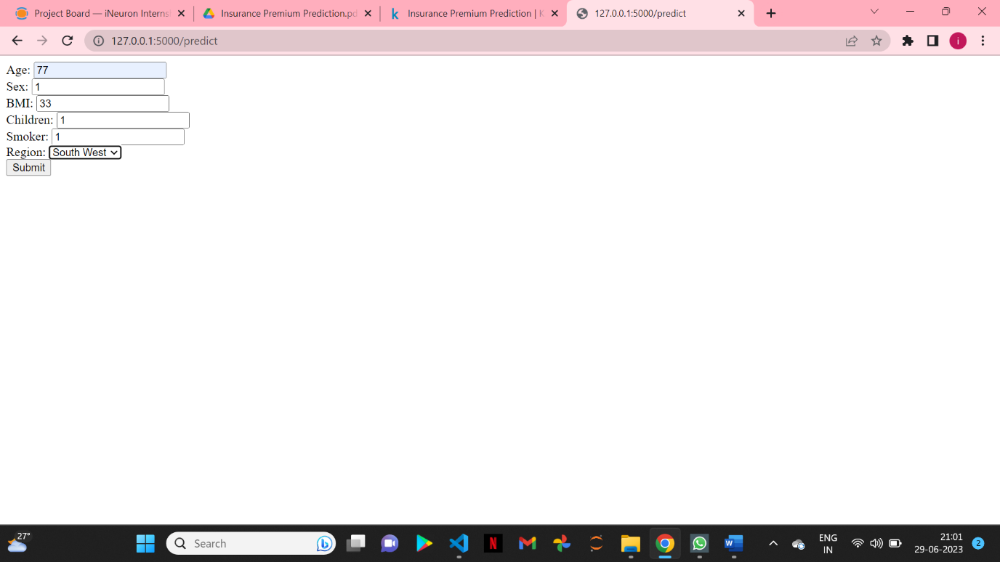 Project Board — iNeuron Interns
Insurance Premium Prediction.pd
Insurance Premium Prediction | K
127.0.0.1:5000/predict
127.0.0.1:5000/predict
i
Age: 77
Sex: 1
BMI: 33
Children: 1
Smoker: 1
Region: South West
Submit
27°
Search
ENG
IN
21:01
29-06-2023
2